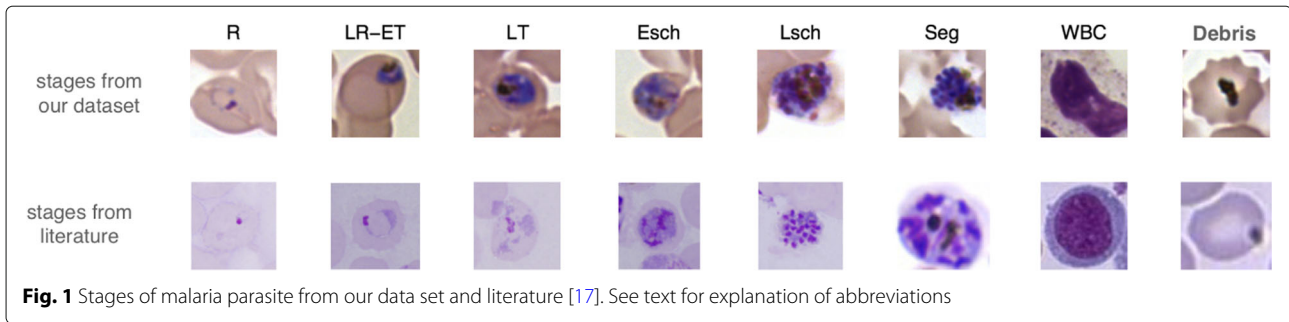 R LR-ET LT Esch Lsch Seg WBC Debris
stages from
our dataset
stages from
literature
Fig. 1 Stages of malaria parasite from our data set and literature [17]. See text for explanation of abbreviations